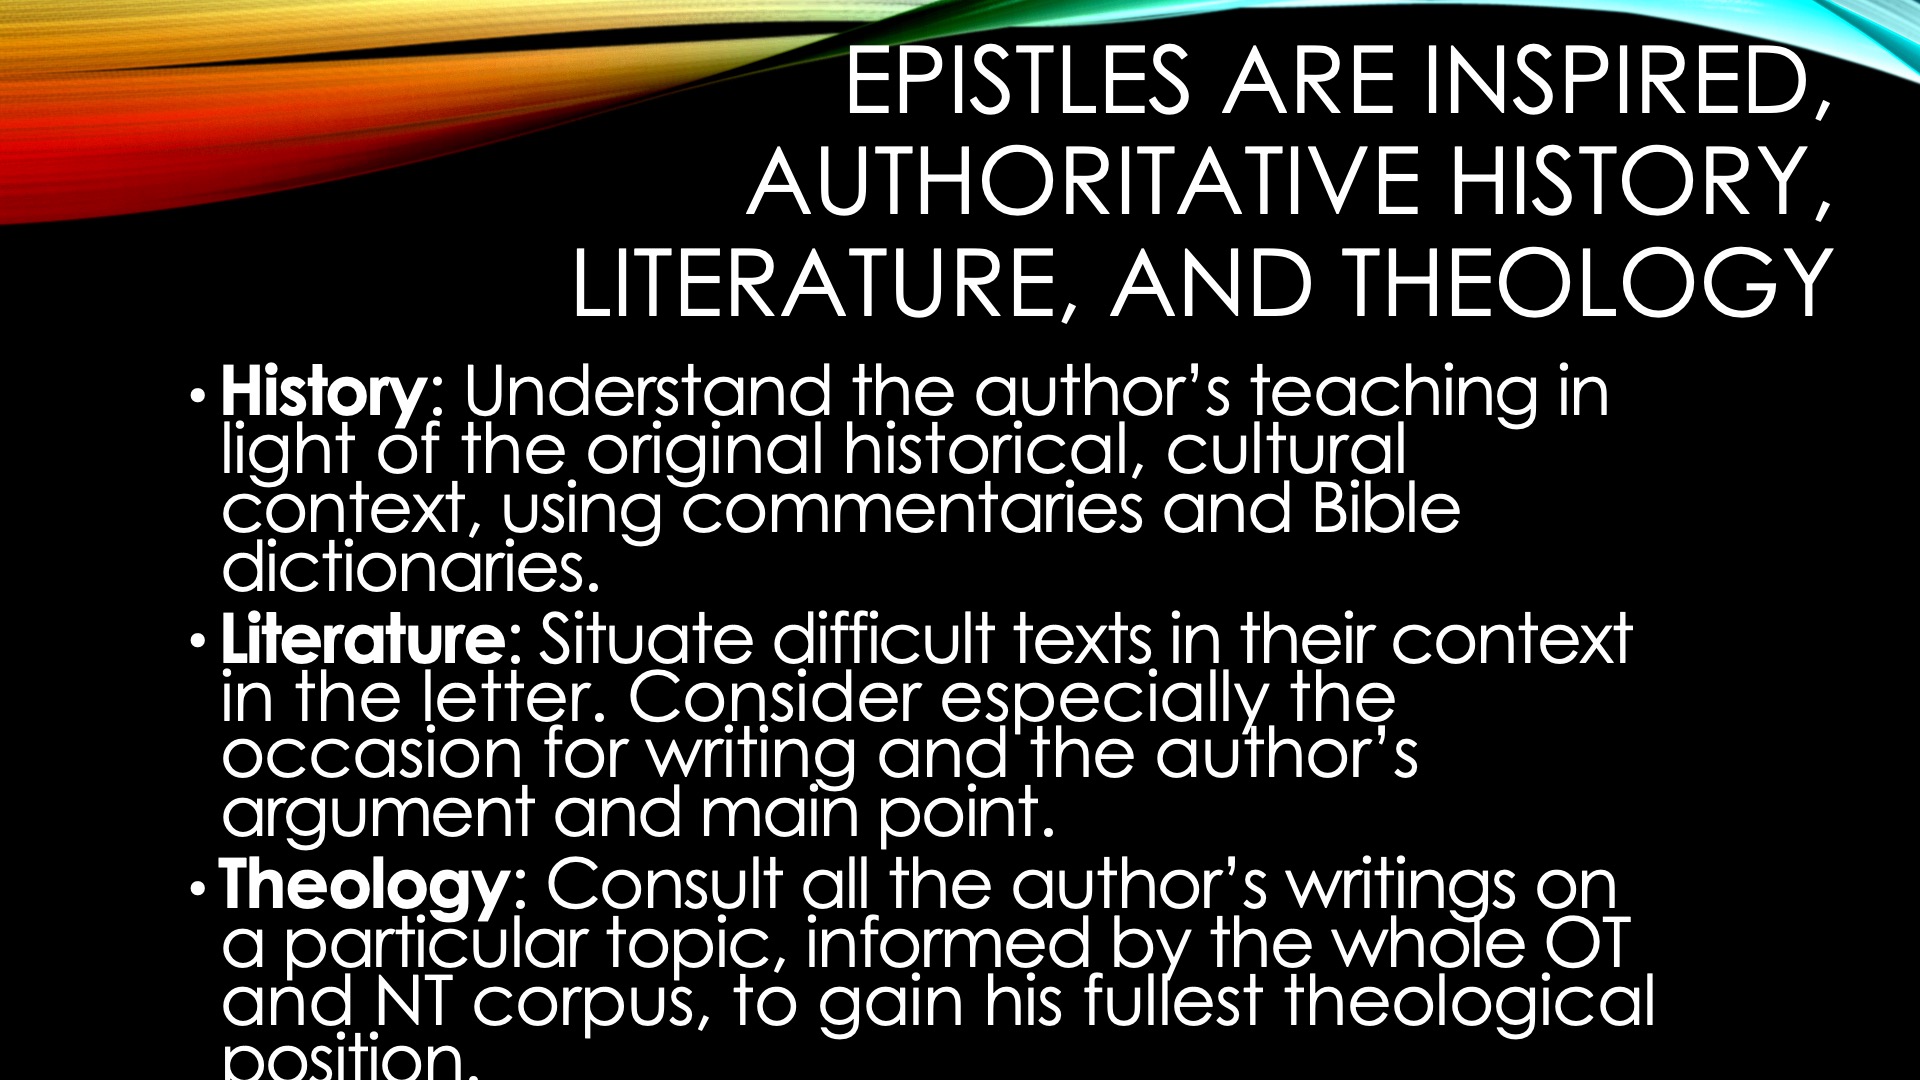 EPISTLES ARE INSPIRED,
AUTHORITATIVE HISTORY,
LITERATURE, AND THEOLOGY
• History: Understand the author’s teaching in
light of the original historical, cultural
context, using commentaries and Bible
dictionaries.
• Literature: Situate difficult texts in their context
in the letter. Consider especially the
occasion for writing and the author’s
argument and main point.
• Theology: Consult all the author’s writings on
a particular topic, informed by the whole OT
and NT corpus, to gain his fullest theological
position.